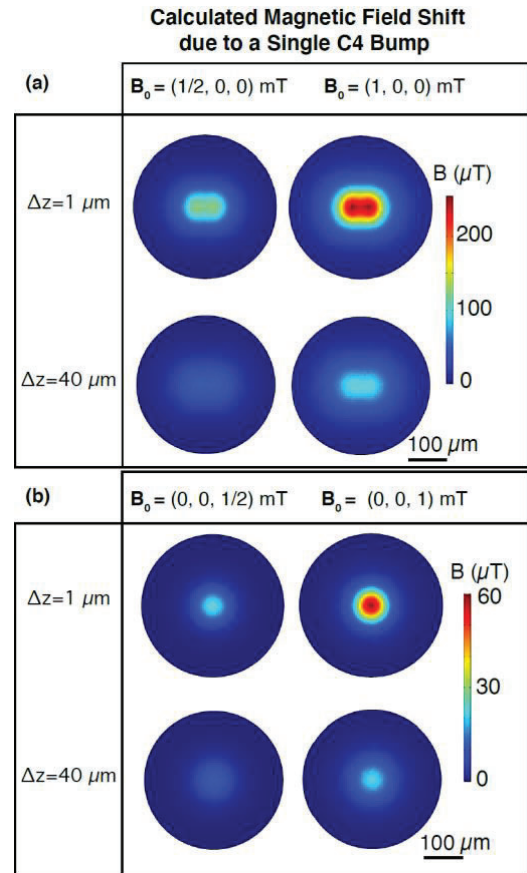 Calculated Magnetic Field Shift
due to a Single C4 Bump
(a) B₀ = (1/2, 0, 0) mT B₀ = (1, 0, 0) mT
Δz=1 µm
B (µT)
200
100
0
Δz=40 µm
100 µm
(b) B₀ = (0, 0, 1/2) mT B₀ = (0, 0, 1) mT
Δz=1 µm
B (µT)
60
30
0
Δz=40 µm
100 µm